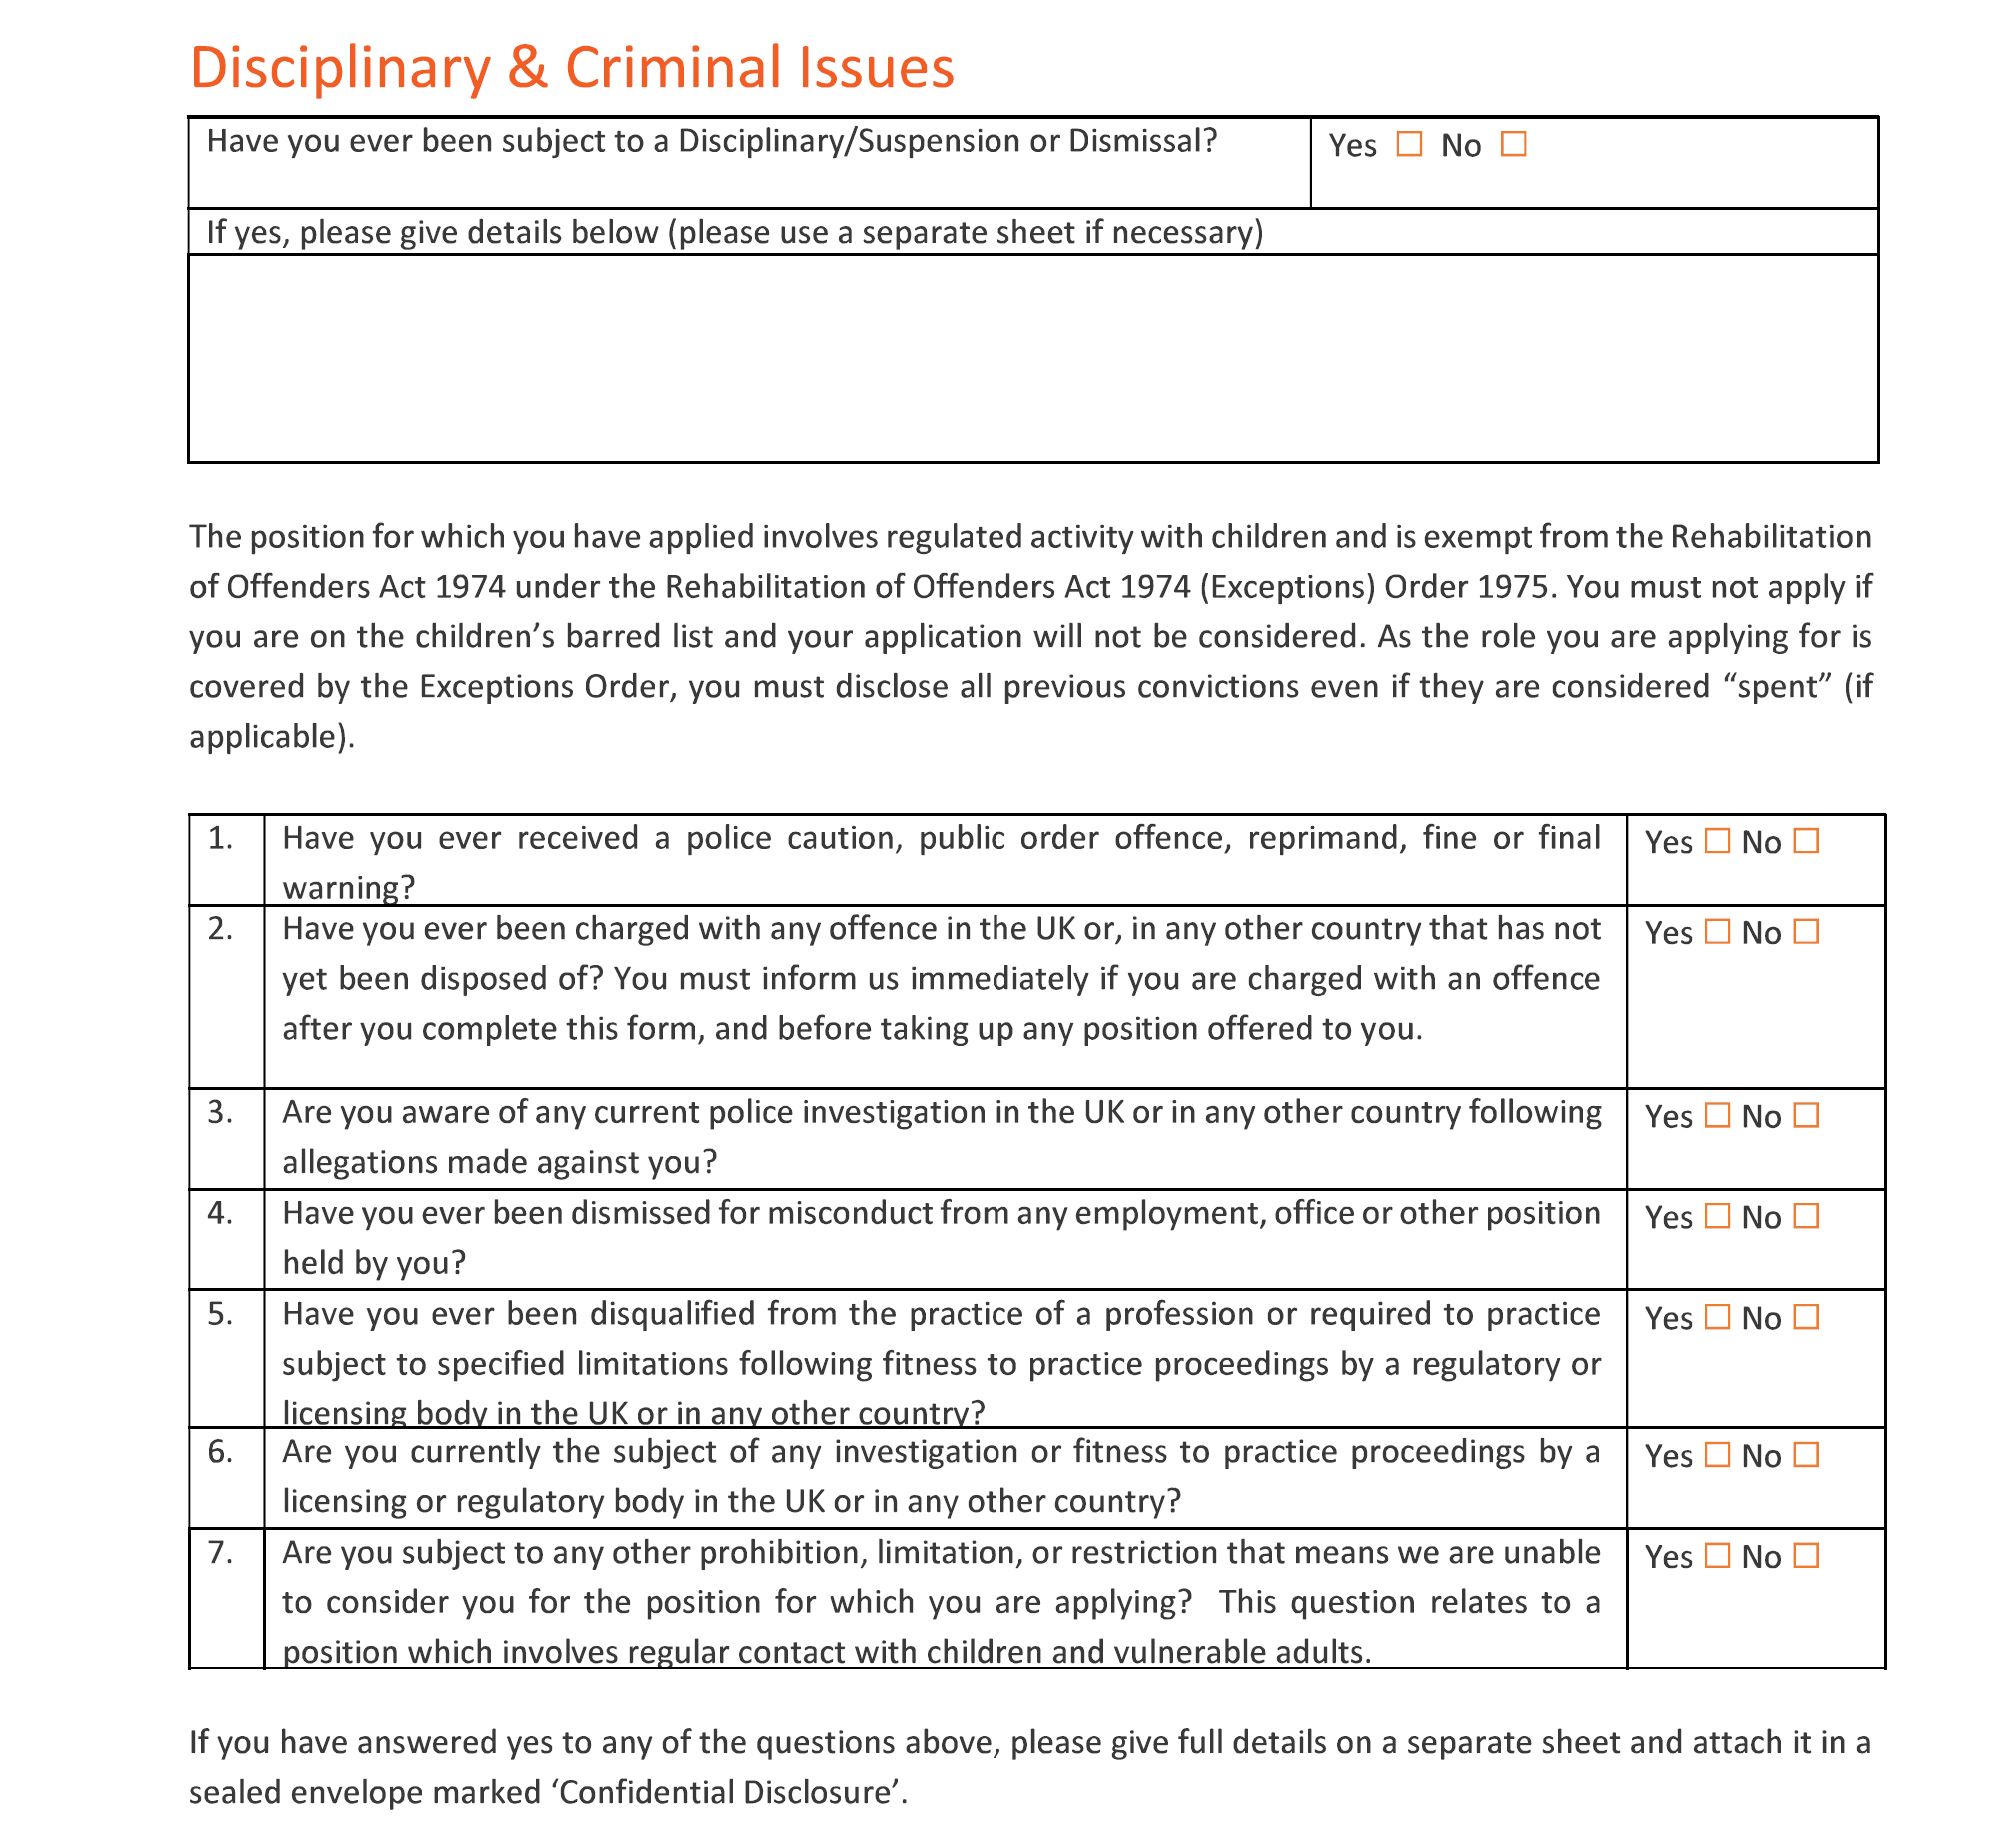 Disciplinary & Criminal Issues
Have you ever been subject to a Disciplinary/Suspension or Dismissal? Yes ☐ No ☐
If yes, please give details below (please use a separate sheet if necessary)
The position for which you have applied involves regulated activity with children and is exempt from the Rehabilitation
of Offenders Act 1974 under the Rehabilitation of Offenders Act 1974 (Exceptions) Order 1975. You must not apply if
you are on the children’s barred list and your application will not be considered. As the role you are applying for is
covered by the Exceptions Order, you must disclose all previous convictions even if they are considered “spent” (if
applicable).
1. Have you ever received a police caution, public order offence, reprimand, fine or final Yes ☐ No ☐
warning?
2. Have you ever been charged with any offence in the UK or, in any other country that has not Yes ☐ No ☐
yet been disposed of? You must inform us immediately if you are charged with an offence
after you complete this form, and before taking up any position offered to you.
3. Are you aware of any current police investigation in the UK or in any other country following Yes ☐ No ☐
allegations made against you?
4. Have you ever been dismissed for misconduct from any employment, office or other position Yes ☐ No ☐
held by you?
5. Have you ever been disqualified from the practice of a profession or required to practice Yes ☐ No ☐
subject to specified limitations following fitness to practice proceedings by a regulatory or
licensing body in the UK or in any other country?
6. Are you currently the subject of any investigation or fitness to practice proceedings by a Yes ☐ No ☐
licensing or regulatory body in the UK or in any other country?
7. Are you subject to any other prohibition, limitation, or restriction that means we are unable Yes ☐ No ☐
to consider you for the position for which you are applying? This question relates to a
position which involves regular contact with children and vulnerable adults.
If you have answered yes to any of the questions above, please give full details on a separate sheet and attach it in a
sealed envelope marked ‘Confidential Disclosure’.